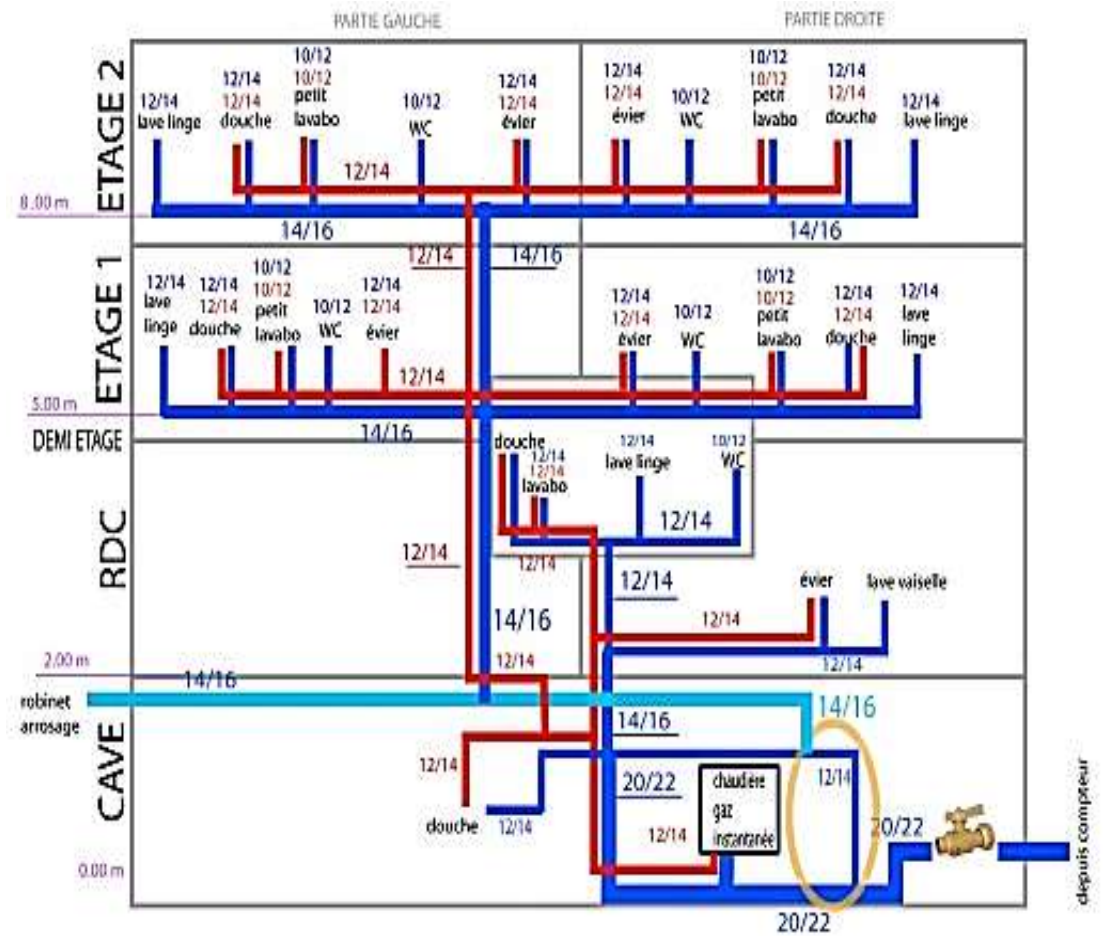 PARTIE GAUCHE
PARTIE DROITE
ETAGE 2
12/14
lave linge
12/14
12/14
douche
10/12
10/12
petit
lavabo
10/12
WC
12/14
12/14
évier
12/14
12/14
évier
10/12
WC
10/12
10/12
petit
lavabo
12/14
12/14
douche
12/14
lave linge
12/14
8.00 m
14/16
14/16
ETAGE 1
12/14
14/16
12/14
lave
linge
12/14
12/14
douche
10/12
10/12
petit
lavabo
10/12
WC
12/14
12/14
évier
12/14
12/14
évier
10/12
WC
10/12
10/12
petit
lavabo
12/14
12/14
douche
12/14
lave
linge
12/14
5.00 m
14/16
DEMI ETAGE
RDC
douche
12/14
12/14
lavabo
12/14
lave linge
10/12
WC
12/14
12/14
12/14
12/14
évier
lave vaiselle
12/14
14/16
12/14
12/14
2.00 m
14/16
robinet
arrosage
CAVE
14/16
14/16
12/14
20/22
chaudière
gaz
instantanée
12/14
12/14
douche
12/14
20/22
depuis compteur
0.00 m
20/22